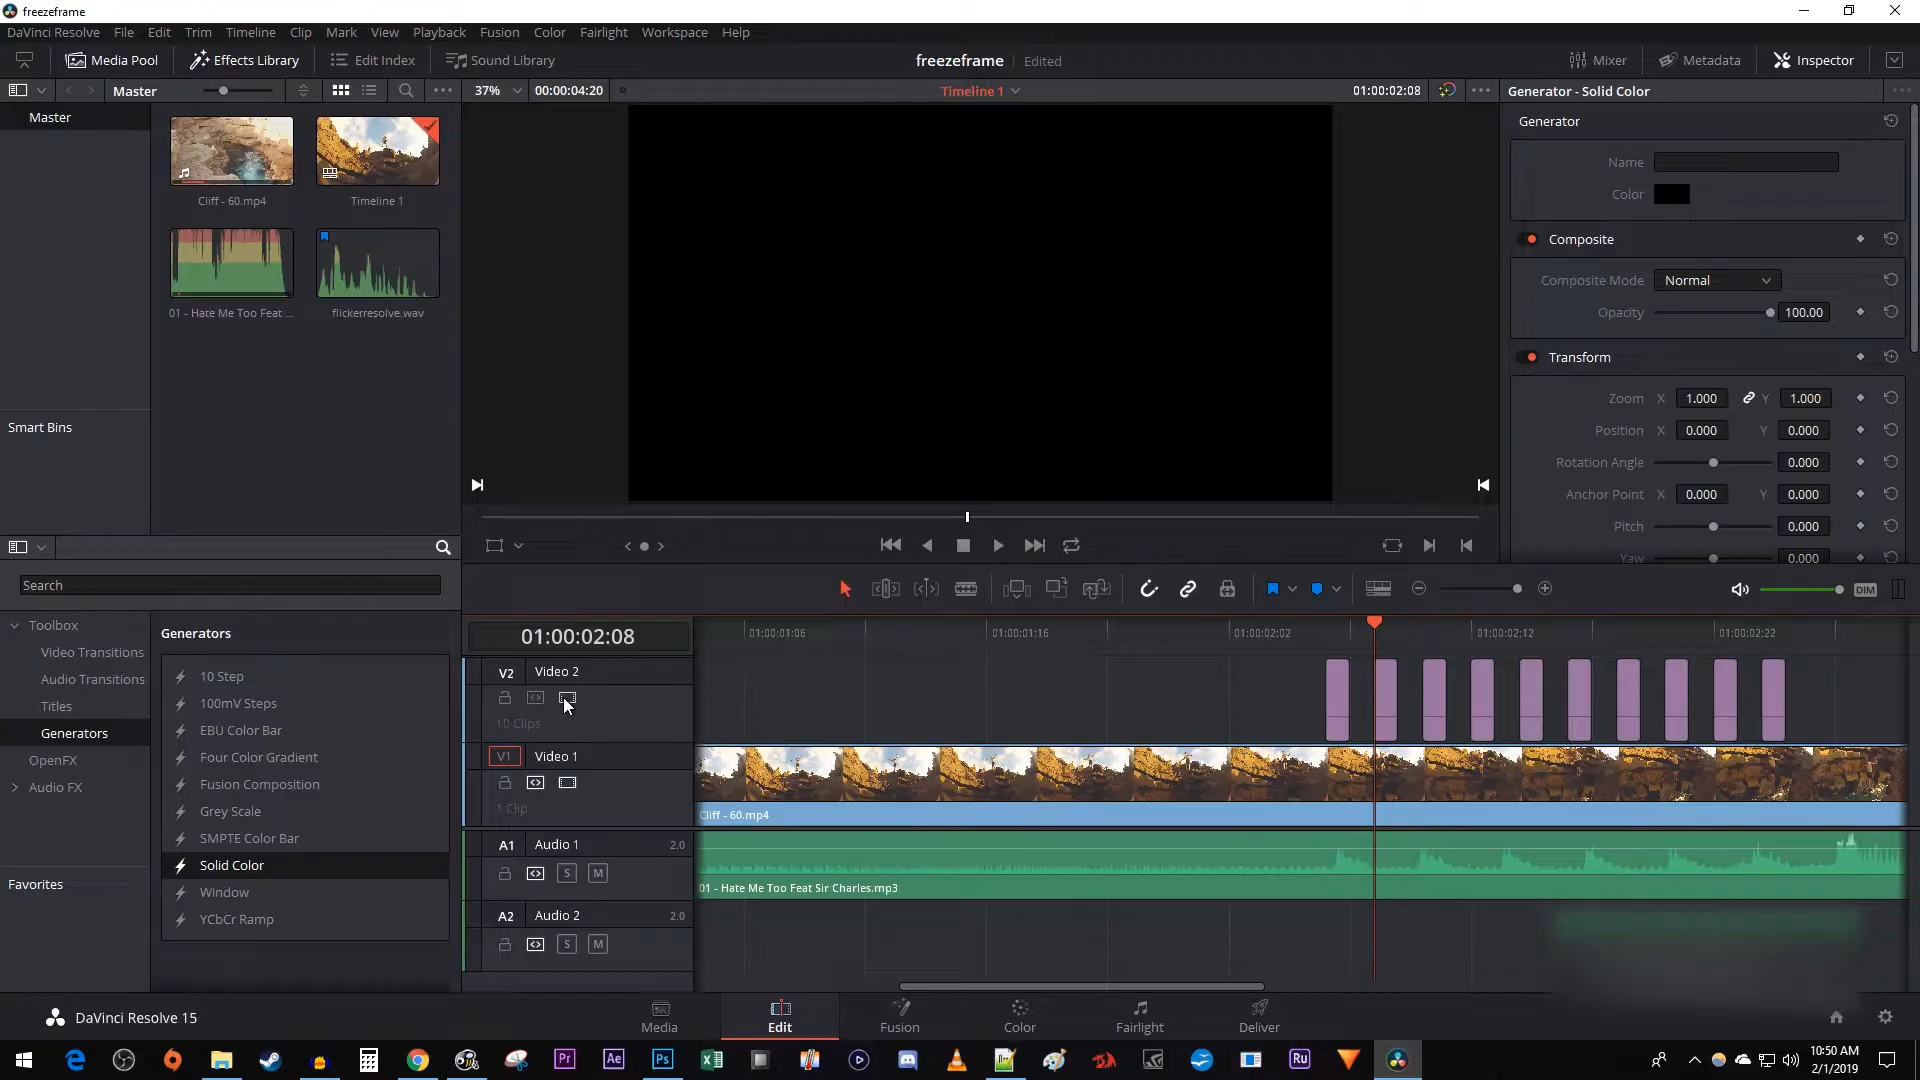 freezeframe
DaVinci Resolve File Edit Trim Timeline Clip Mark View Playback Fusion Color Fairlight Workspace Help
Media Pool Effects Library Edit Index Sound Library freezeframe Edited Mixer Metadata Inspector
Master 37% 00:00:04:20 Timeline 1 01:00:02:08 Generator - Solid Color
Master
Cliff - 60.mp4 Timeline 1
01 - Hate Me Too Feat ... flickerresolve.wav
Smart Bins
Generator
Name
Color
Composite
Composite Mode Normal
Opacity 100.00
Transform
Zoom X 1.000 Y 1.000
Position X 0.000 Y 0.000
Rotation Angle 0.000
Anchor Point X 0.000 Y 0.000
Pitch 0.000
Yaw 0.000
Search
DIM
Toolbox
Video Transitions
Audio Transitions
Titles
Generators
OpenFX
Audio FX
Favorites
Generators
10 Step
100mV Steps
EBU Color Bar
Four Color Gradient
Fusion Composition
Grey Scale
SMPTE Color Bar
Solid Color
Window
YCbCr Ramp
01:00:02:08 01:00:01:06 01:00:01:16 01:00:02:02 01:00:02:12 01:00:02:22
V2 Video 2
10 Clips
V1 Video 1
1 Clip
Cliff - 60.mp4
A1 Audio 1 2.0
S M
01 - Hate Me Too Feat Sir Charles.mp3
A2 Audio 2 2.0
S M
DaVinci Resolve 15 Media Edit Fusion Color Fairlight Deliver
Pr Ae Ps Ru
10:50 AM
2/1/2019